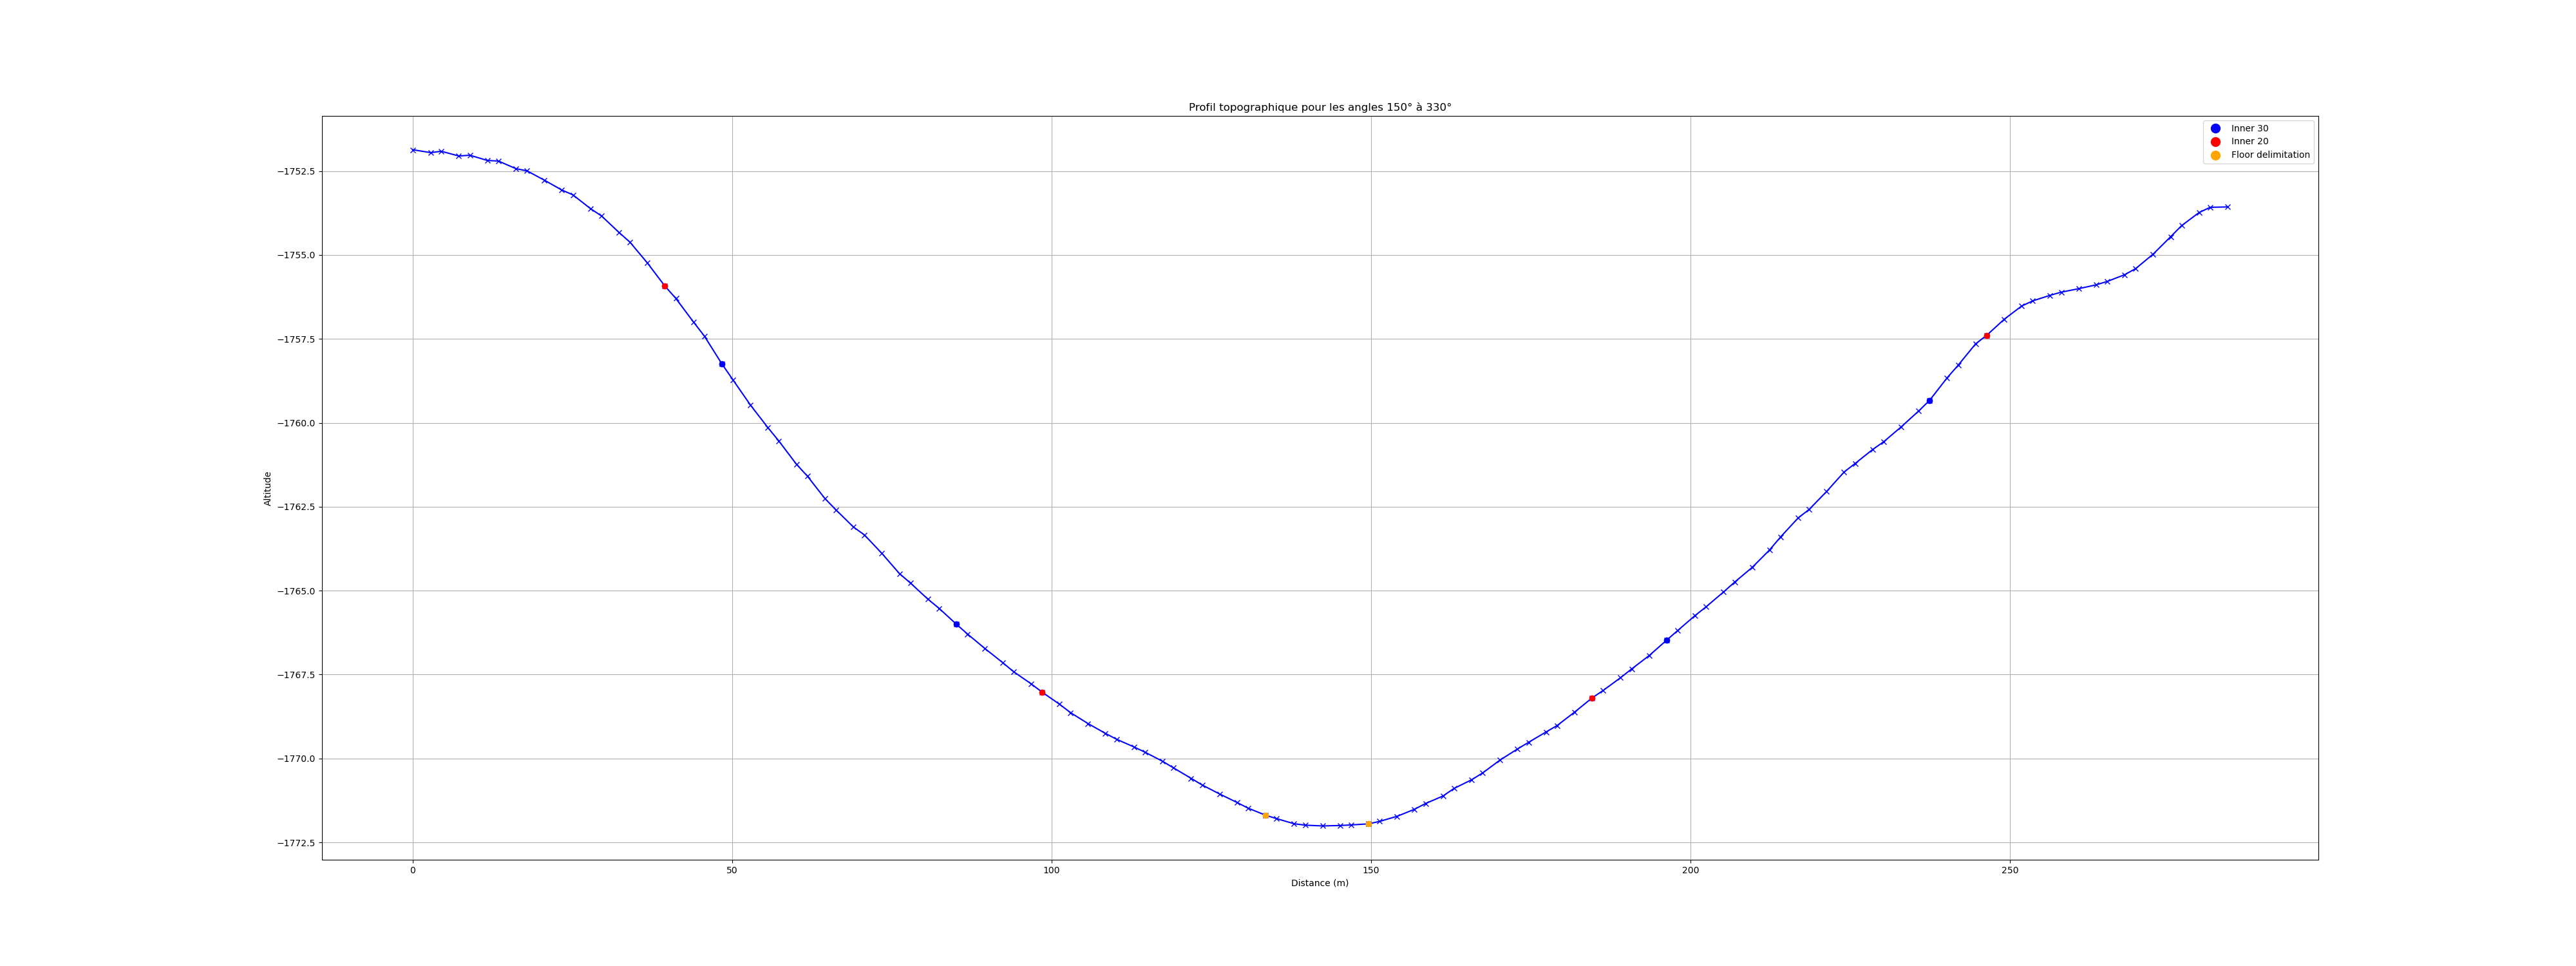 Profil topographique pour les angles 150° à 330°
Inner 30
Inner 20
Floor delimitation
−1752.5
−1755.0
−1757.5
−1760.0
−1762.5
−1765.0
−1767.5
−1770.0
−1772.5
Altitude
0 50 100 150 200 250
Distance (m)